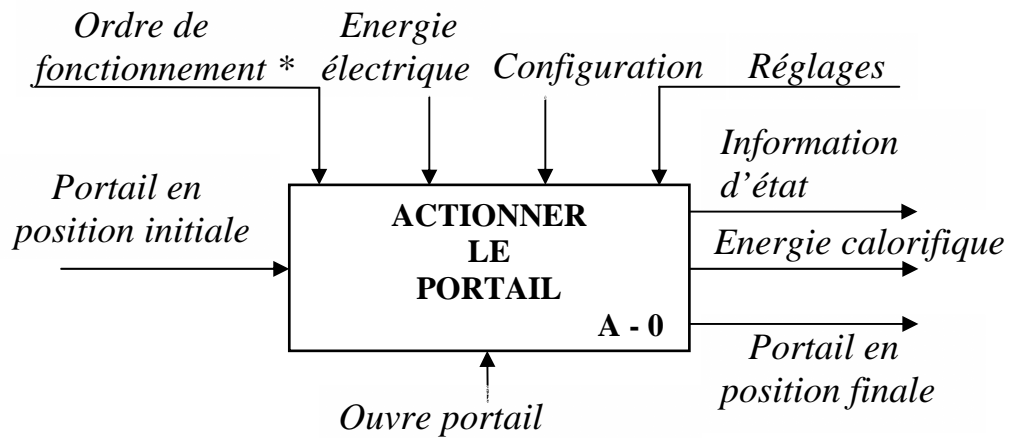 Ordre de
fonctionnement *
Energie
électrique
Configuration
Réglages
Information
d'état
Portail en
position initiale
ACTIONNER
LE
PORTAIL
A - 0
Energie calorifique
Portail en
position finale
Ouvre portail